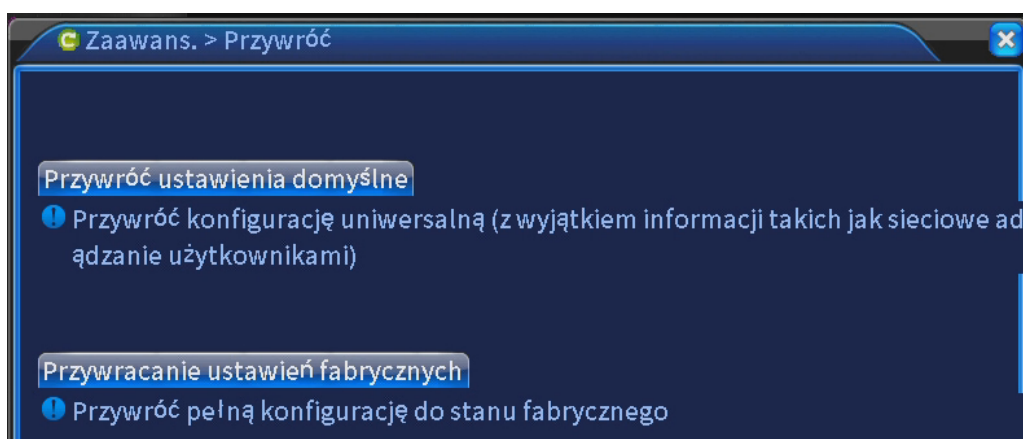 Zaawans. > Przywróć
Przywróć ustawienia domyślne
Przywróć konfigurację uniwersalną (z wyjątkiem informacji takich jak sieciowe ad
ądzanie użytkownikami)
Przywracanie ustawień fabrycznych
Przywróć pełną konfigurację do stanu fabrycznego